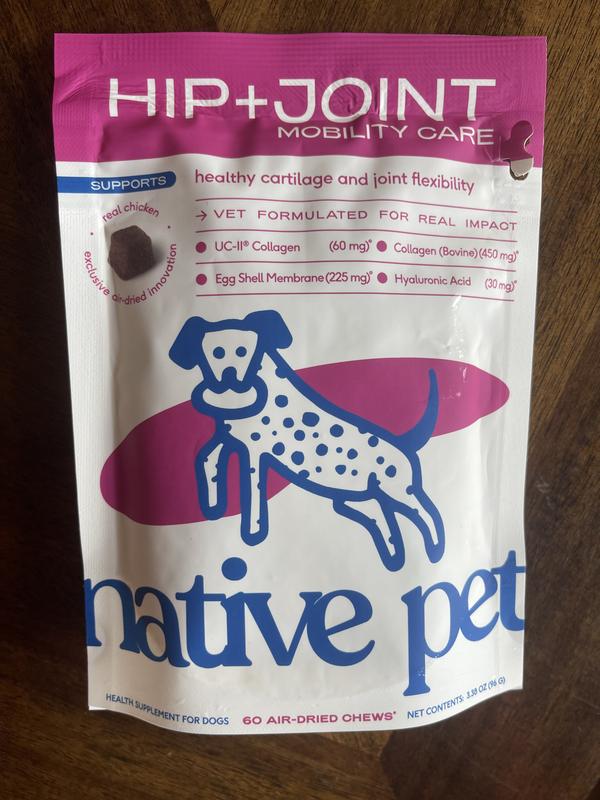 HIP+JOINT
MOBILITY CARE
SUPPORTS
healthy cartilage and joint flexibility
real chicken
exclusive air-dried innovation
→ VET FORMULATED FOR REAL IMPACT
UC-II® Collagen (60 mg)* Collagen (Bovine) (450 mg)*
Egg Shell Membrane (225 mg)* Hyaluronic Acid (30 mg)*
native pet
HEALTH SUPPLEMENT FOR DOGS 60 AIR-DRIED CHEWS* NET CONTENTS: 3.38 OZ (96 G)